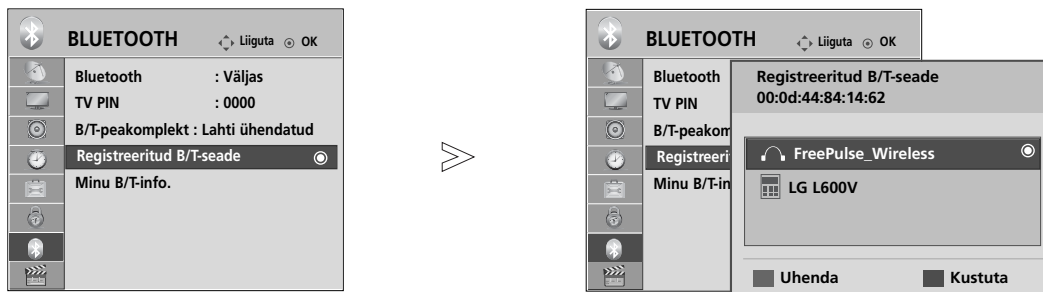 BLUETOOTH Liiguta OK
Bluetooth : Väljas
TV PIN : 0000
B/T-peakomplekt : Lahti ühendatud
Registreeritud B/T-seade
Minu B/T-info.
BLUETOOTH Liiguta OK
Bluetooth
TV PIN
B/T-peakom
Registreeri
Minu B/T-in
Registreeritud B/T-seade
00:0d:44:84:14:62
FreePulse_Wireless
LG L600V
Uhenda Kustuta